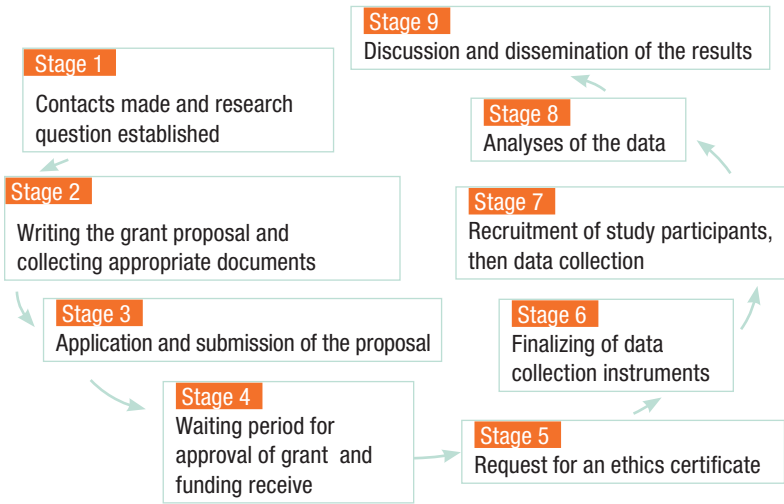 Stage 1
Contacts made and research
question established
Stage 2
Writing the grant proposal and
collecting appropriate documents
Stage 3
Application and submission of the proposal
Stage 4
Waiting period for
approval of grant and
funding receive
Stage 5
Request for an ethics certificate
Stage 6
Finalizing of data
collection instruments
Stage 7
Recruitment of study participants,
then data collection
Stage 8
Analyses of the data
Stage 9
Discussion and dissemination of the results